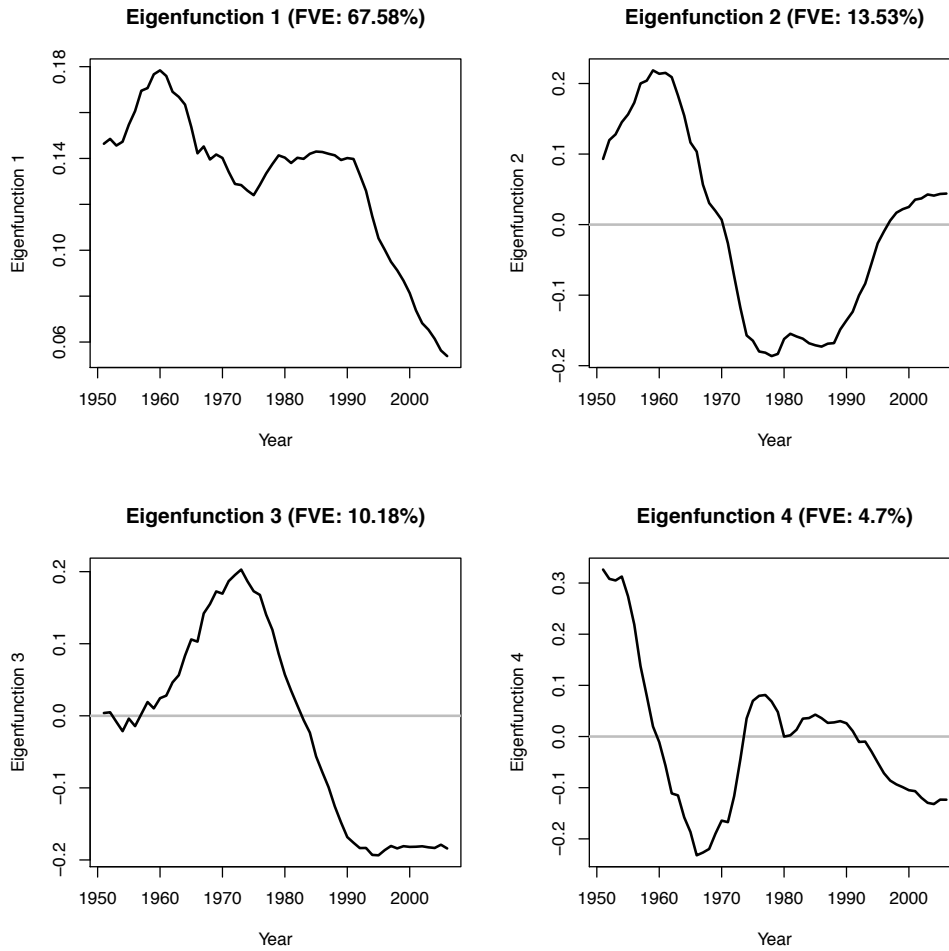 Eigenfunction 1 (FVE: 67.58%)
Eigenfunction 1
0.18
0.14
0.10
0.06
1950 1960 1970 1980 1990 2000
Year
Eigenfunction 2 (FVE: 13.53%)
Eigenfunction 2
0.2
0.1
0.0
−0.1
−0.2
1950 1960 1970 1980 1990 2000
Year
Eigenfunction 3 (FVE: 10.18%)
Eigenfunction 3
0.2
0.1
0.0
−0.1
−0.2
1950 1960 1970 1980 1990 2000
Year
Eigenfunction 4 (FVE: 4.7%)
Eigenfunction 4
0.3
0.2
0.1
0.0
−0.1
−0.2
1950 1960 1970 1980 1990 2000
Year